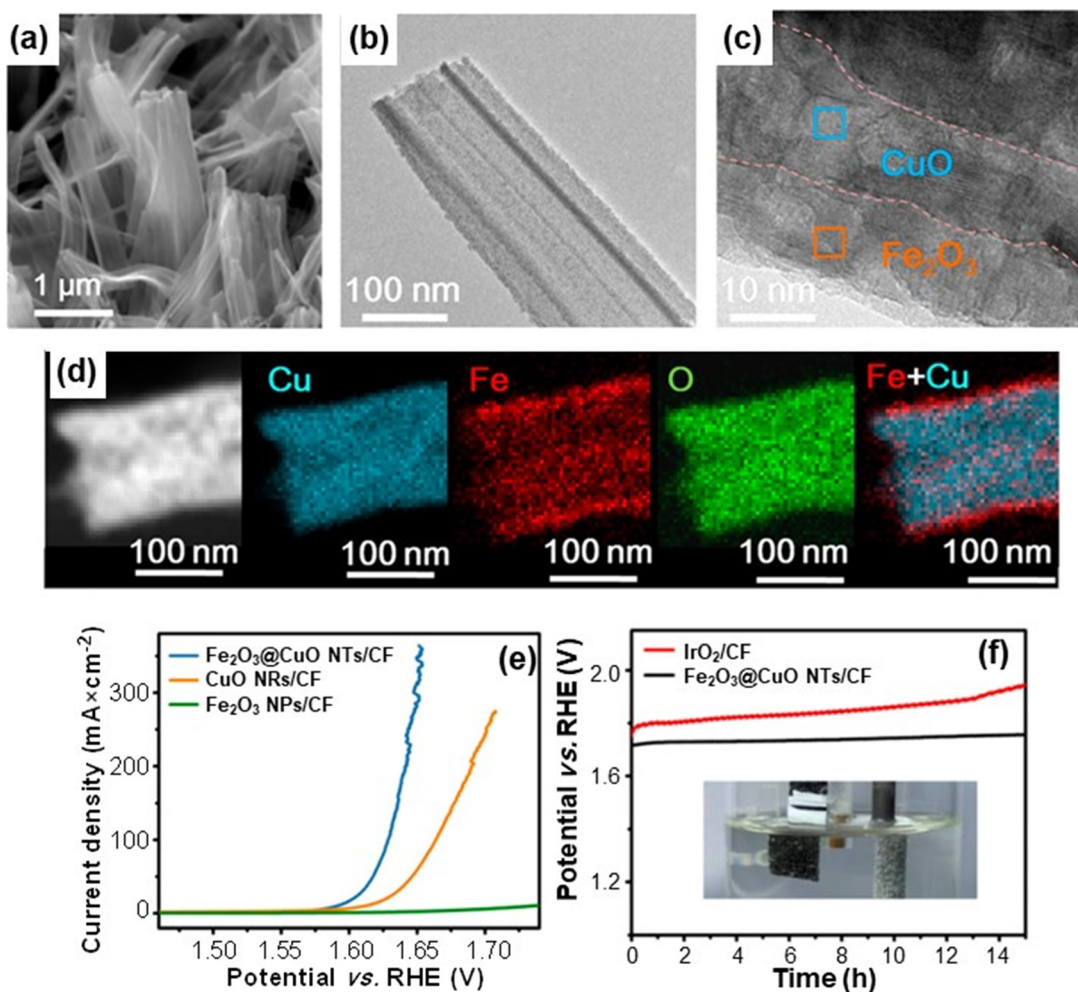 (a)
1 μm
(b)
100 nm
(c)
CuO
Fe₂O₃
10 nm
(d)
Cu
Fe
O
Fe+Cu
100 nm
100 nm
100 nm
100 nm
100 nm
(e)
Current density (mA×cm⁻²)
300
200
100
0
Fe₂O₃@CuO NTs/CF
CuO NRs/CF
Fe₂O₃ NPs/CF
1.50 1.55 1.60 1.65 1.70
Potential vs. RHE (V)
(f)
Potential vs. RHE (V)
2.0
1.6
1.2
IrO₂/CF
Fe₂O₃@CuO NTs/CF
0 2 4 6 8 10 12 14
Time (h)